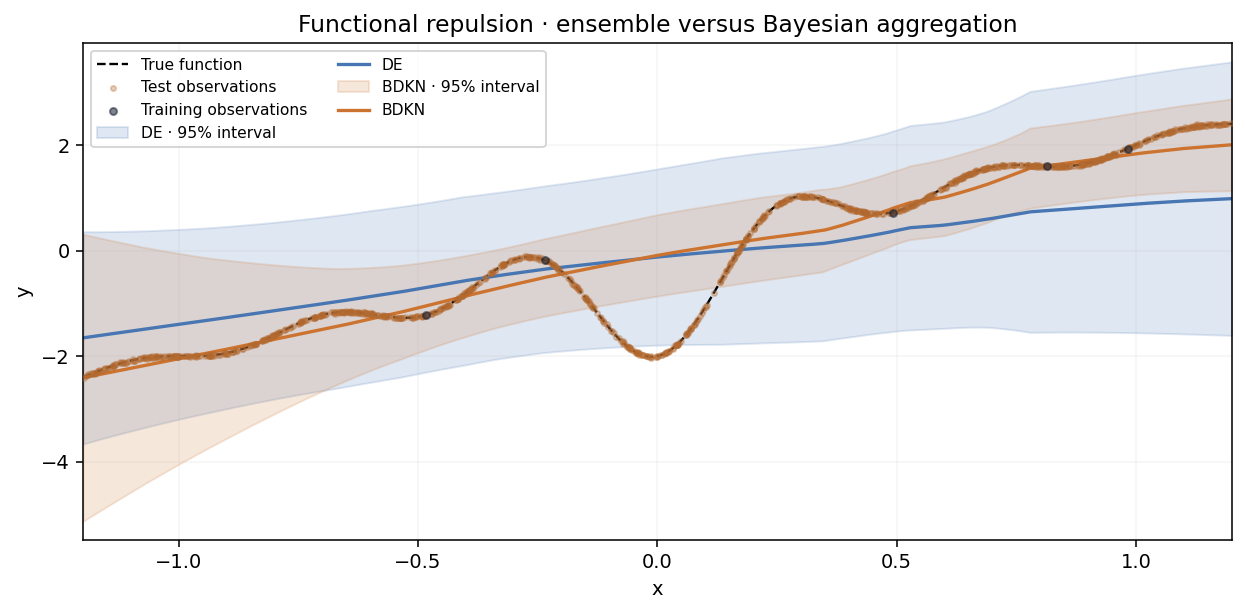 Functional repulsion · ensemble versus Bayesian aggregation
True function
Test observations
Training observations
DE · 95% interval
DE
BDKN · 95% interval
BDKN
y
2
0
−2
−4
−1.0
−0.5
0.0
0.5
1.0
x